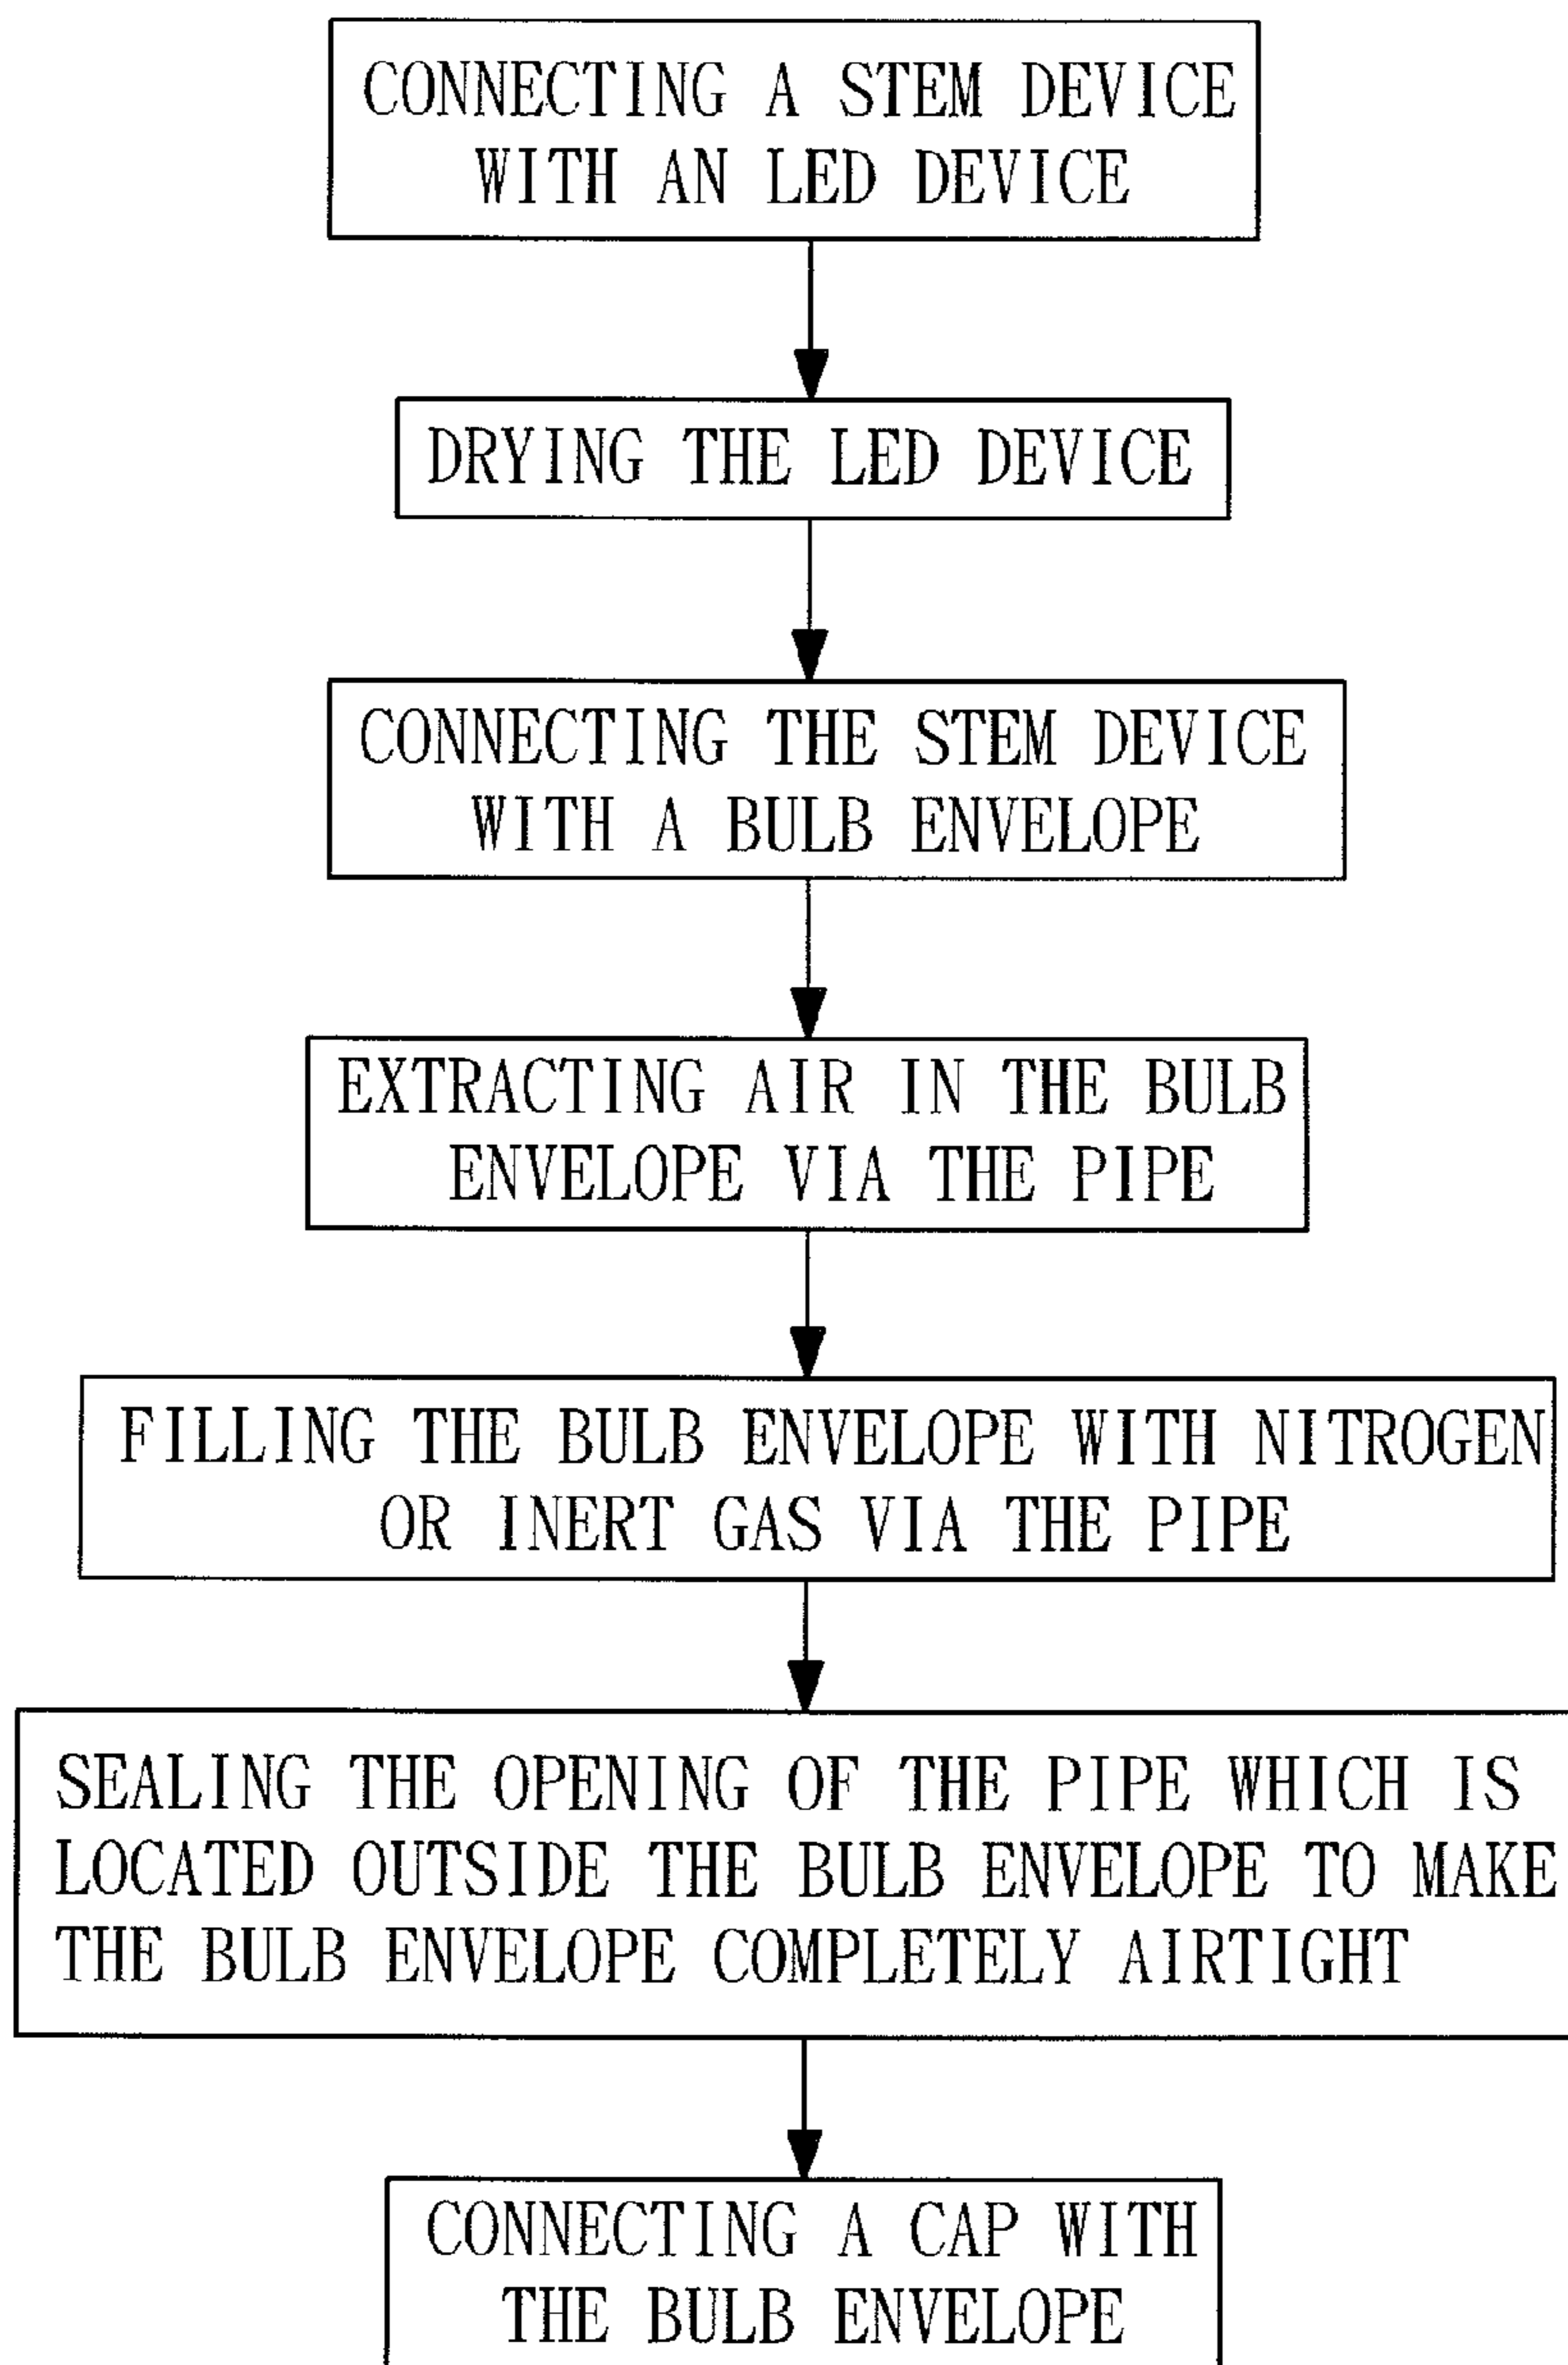 CONNECTING A STEM DEVICE
WITH AN LED DEVICE
DRYING THE LED DEVICE
CONNECTING THE STEM DEVICE
WITH A BULB ENVELOPE
EXTRACTING AIR IN THE BULB
ENVELOPE VIA THE PIPE
FILLING THE BULB ENVELOPE WITH NITROGEN
OR INERT GAS VIA THE PIPE
SEALING THE OPENING OF THE PIPE WHICH IS
LOCATED OUTSIDE THE BULB ENVELOPE TO MAKE
THE BULB ENVELOPE COMPLETELY AIRTIGHT
CONNECTING A CAP WITH
THE BULB ENVELOPE